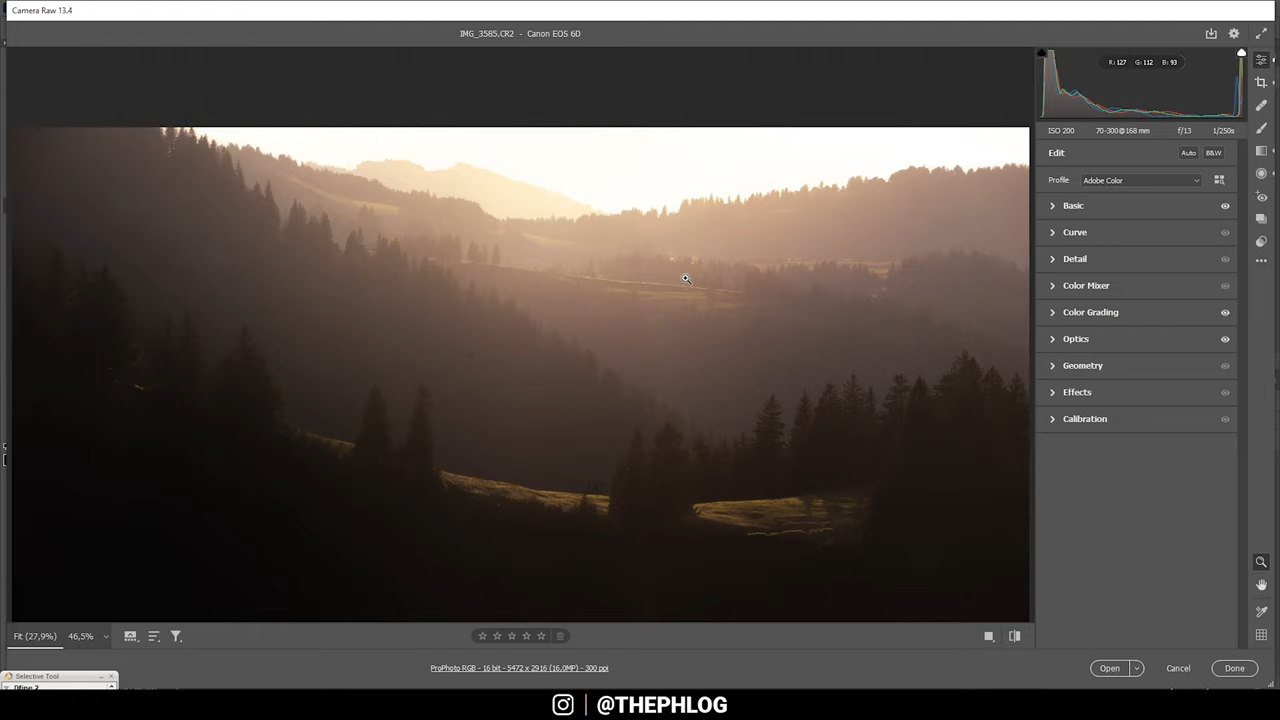 Camera Raw 13.4
IMG_3585.CR2 - Canon EOS 6D
R: 127 G: 112 B: 93
ISO 200 70-300@168 mm f/13 1/250s
Edit Auto B&W
Profile Adobe Color
Basic
Curve
Detail
Color Mixer
Color Grading
Optics
Geometry
Effects
Calibration
Fit (27,9%) 46,5%
ProPhoto RGB - 16 bit - 5472 x 2916 (16.0MP) - 300 ppi
Open Cancel Done
Selective Tool
Dfine 2
@THEPHLOG